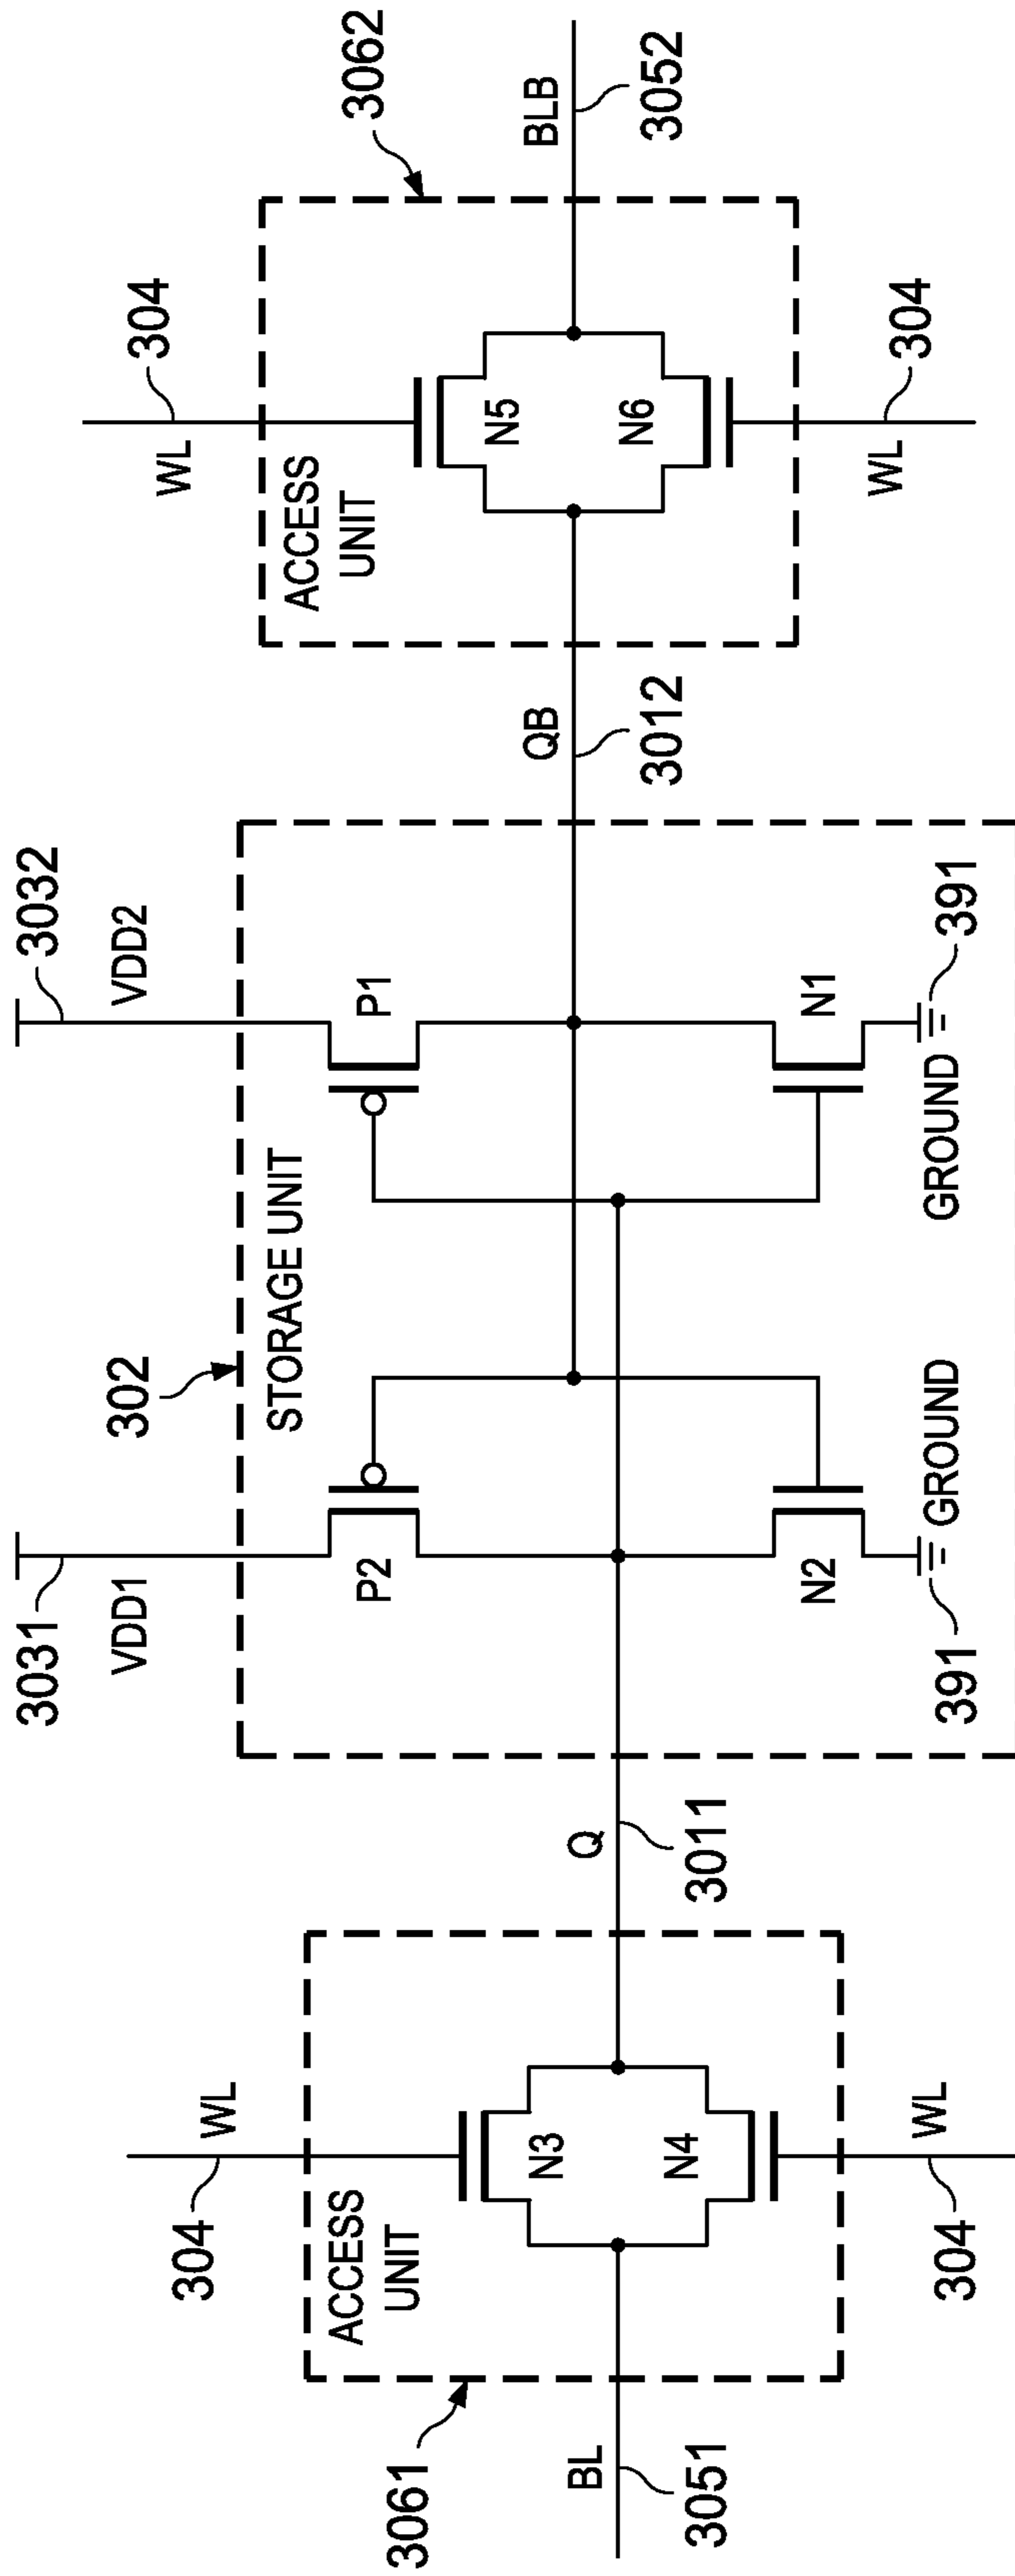 3031
VDD1
3032
VDD2
302
STORAGE UNIT
P2
P1
N2
N1
391
GROUND
GROUND
391
304
WL
3061
ACCESS
UNIT
N3
N4
BL
3051
Q
3011
304
WL
304
WL
3062
ACCESS
UNIT
N5
N6
QB
3012
BLB
3052
WL
304